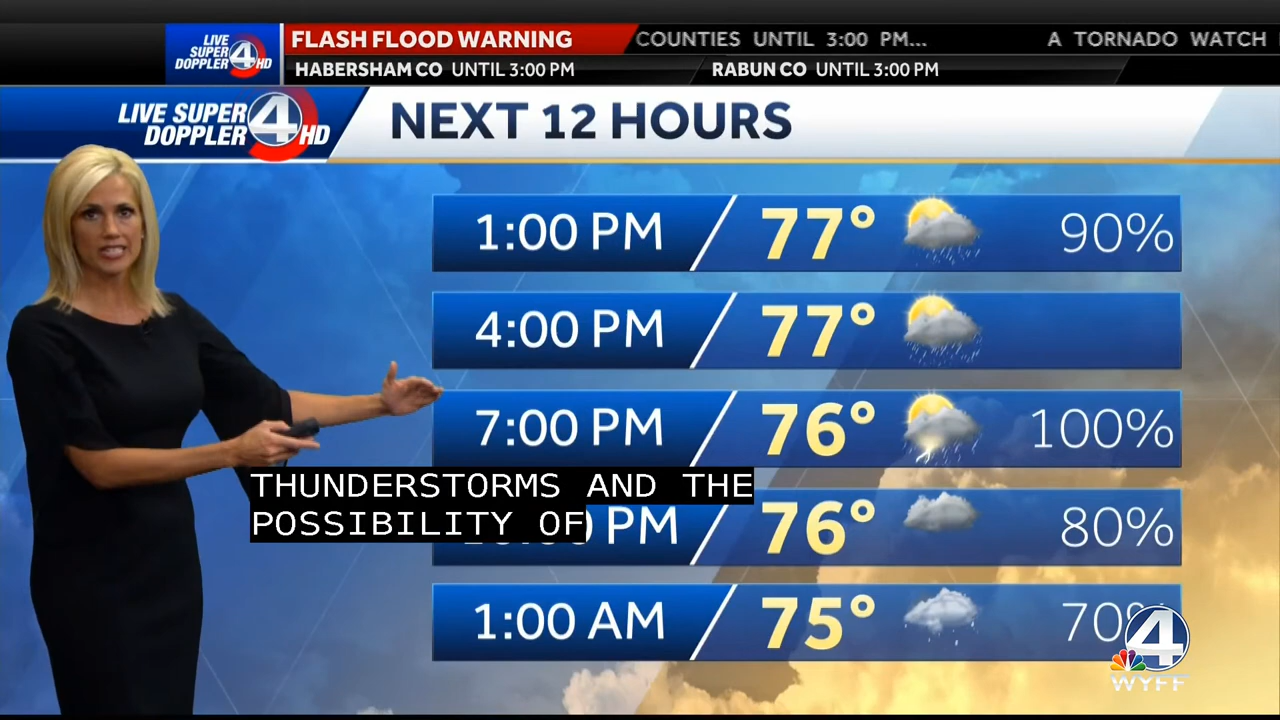 LIVE
SUPER
DOPPLER 4 HD
FLASH FLOOD WARNING
COUNTIES UNTIL 3:00 PM...
A TORNADO WATCH
HABERSHAM CO UNTIL 3:00 PM
RABUN CO UNTIL 3:00 PM
LIVE SUPER
DOPPLER 4 HD
NEXT 12 HOURS
1:00 PM 77° 90%
4:00 PM 77°
7:00 PM 76° 100%
THUNDERSTORMS AND THE
POSSIBILITY OF
PM 76° 80%
1:00 AM 75° 70%
4
WYFF